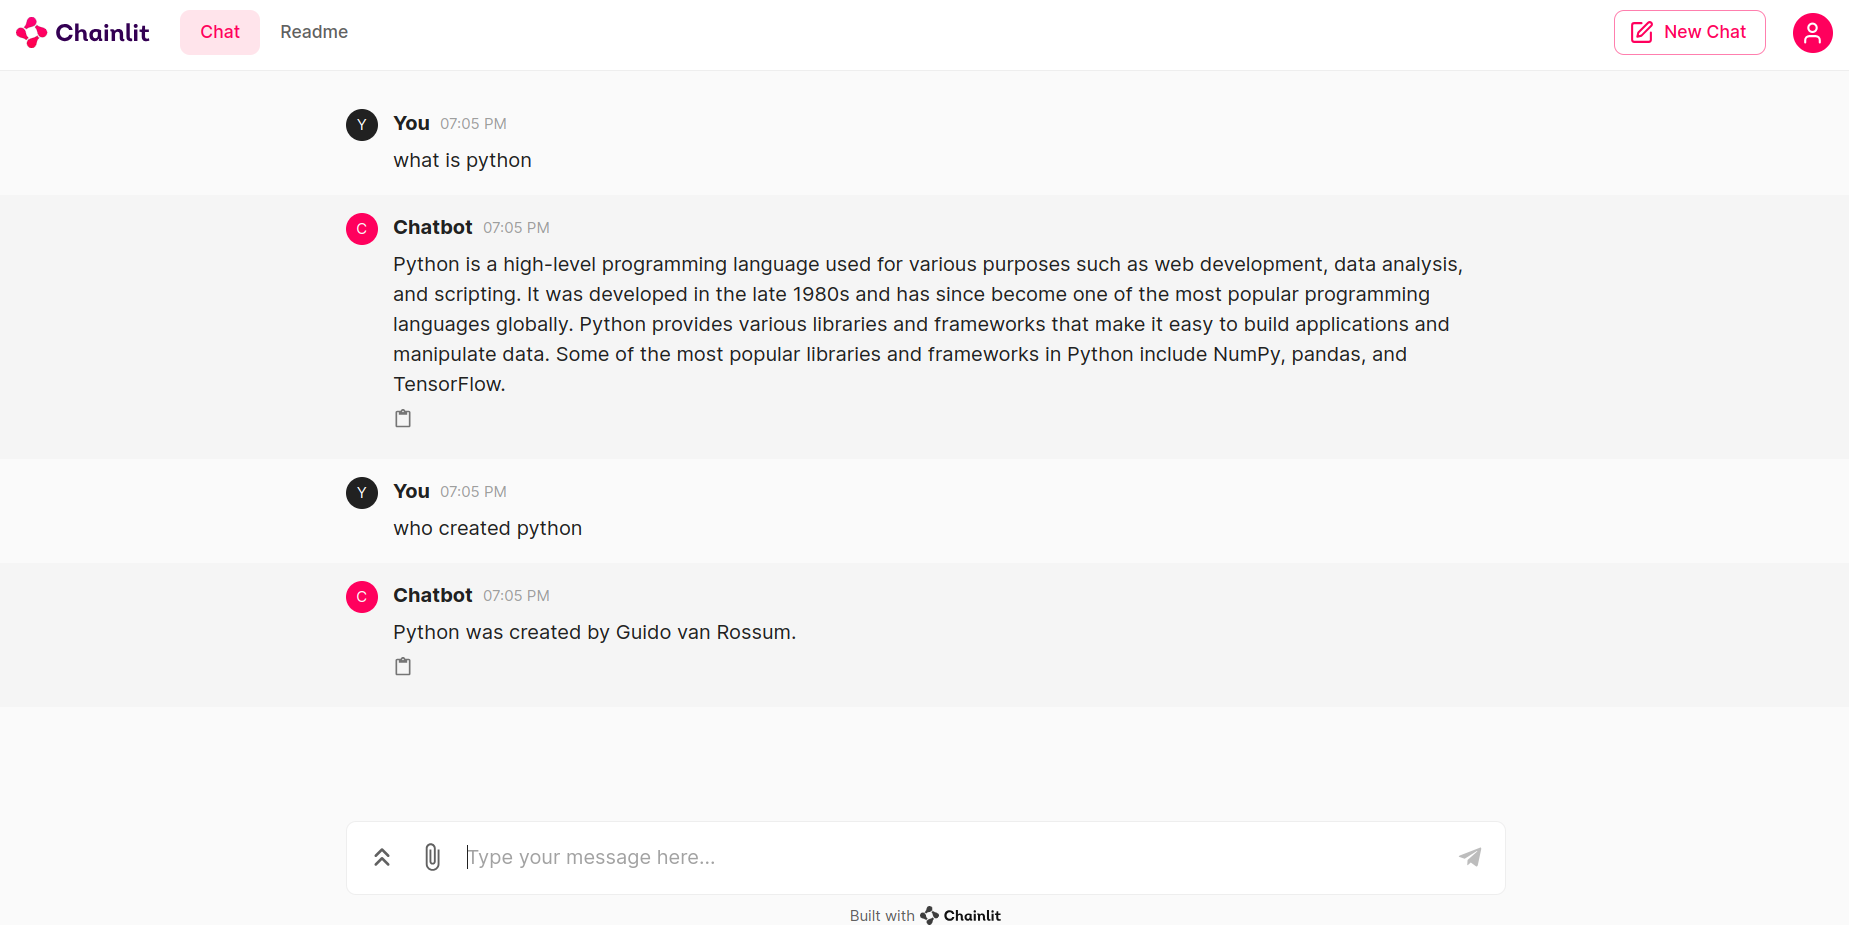 Chainlit Chat Readme New Chat
Y You 07:05 PM
what is python
C Chatbot 07:05 PM
Python is a high-level programming language used for various purposes such as web development, data analysis,
and scripting. It was developed in the late 1980s and has since become one of the most popular programming
languages globally. Python provides various libraries and frameworks that make it easy to build applications and
manipulate data. Some of the most popular libraries and frameworks in Python include NumPy, pandas, and
TensorFlow.
Y You 07:05 PM
who created python
C Chatbot 07:05 PM
Python was created by Guido van Rossum.
Type your message here...
Built with Chainlit